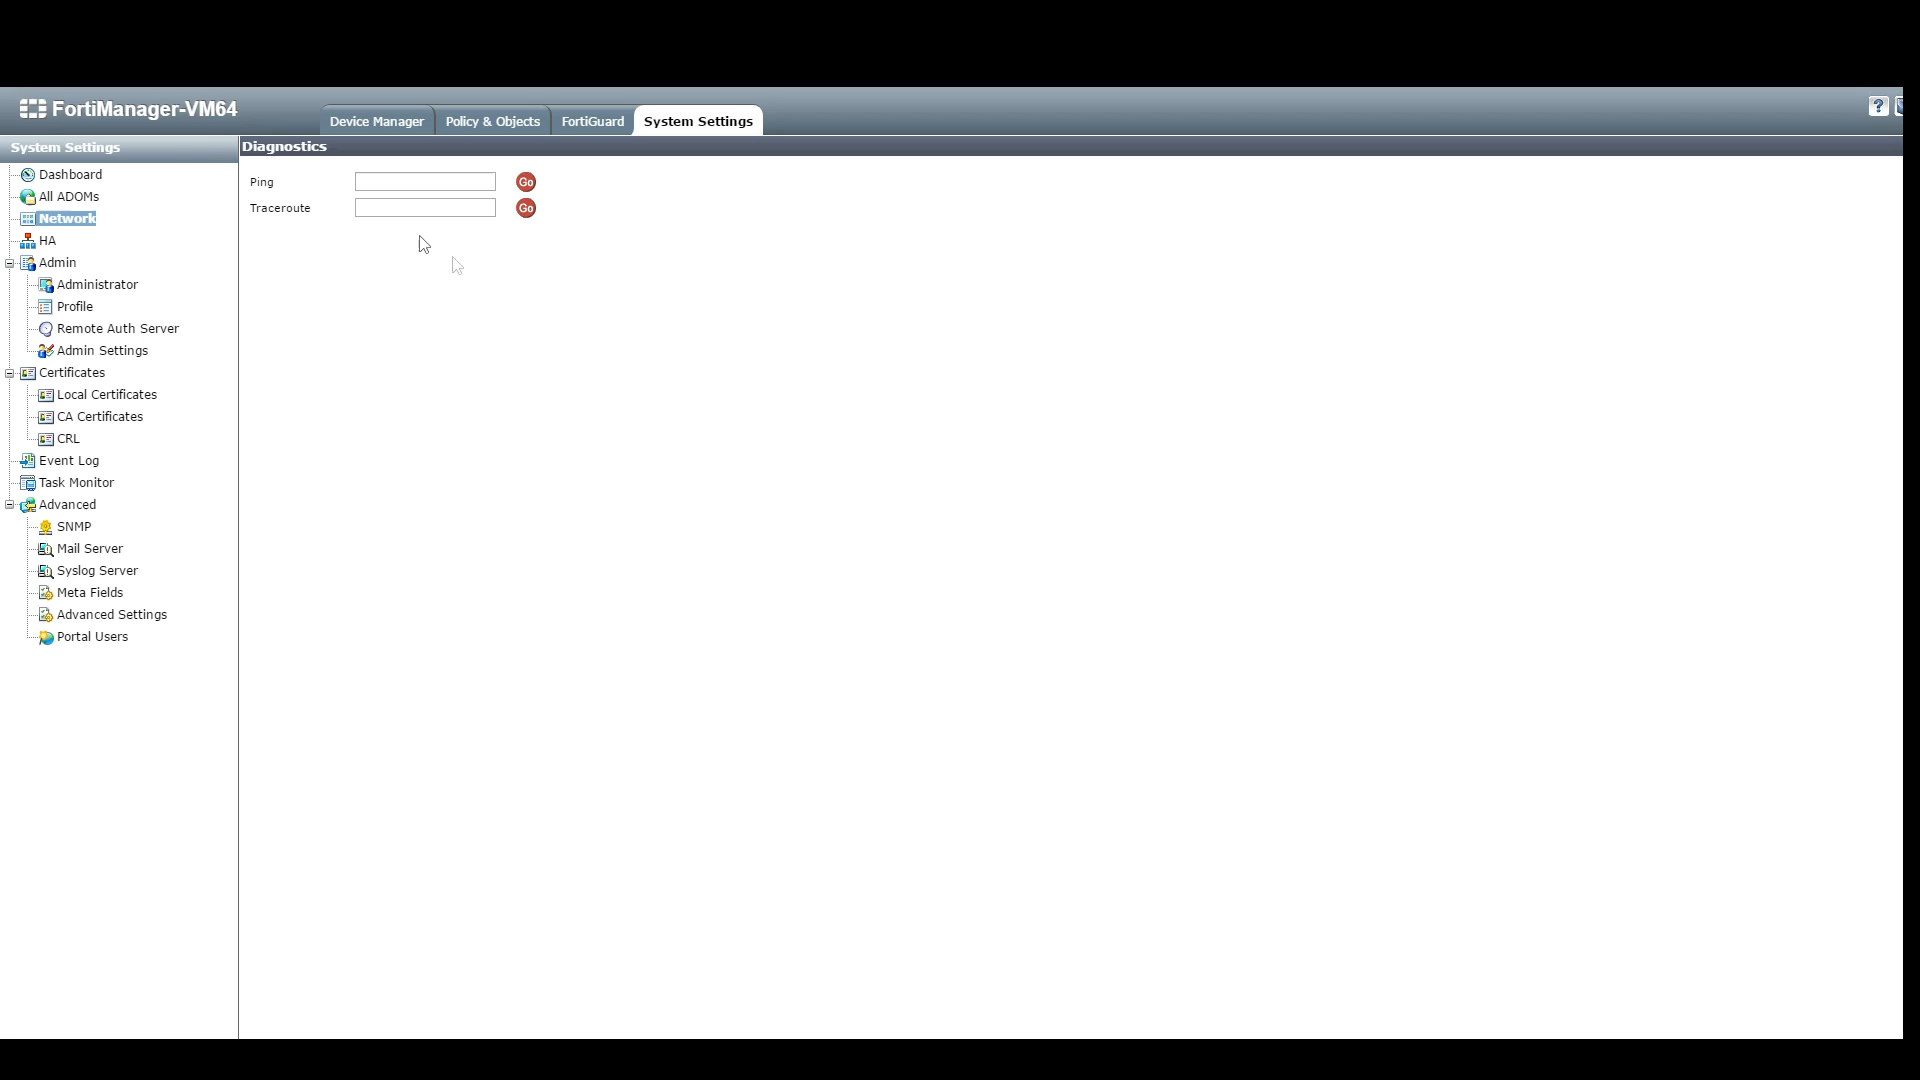 FortiManager-VM64
Device Manager
Policy & Objects
FortiGuard
System Settings
?
System Settings
Diagnostics
Dashboard
All ADOMs
Network
HA
Admin
Administrator
Profile
Remote Auth Server
Admin Settings
Certificates
Local Certificates
CA Certificates
CRL
Event Log
Task Monitor
Advanced
SNMP
Mail Server
Syslog Server
Meta Fields
Advanced Settings
Portal Users
Ping
Go
Traceroute
Go